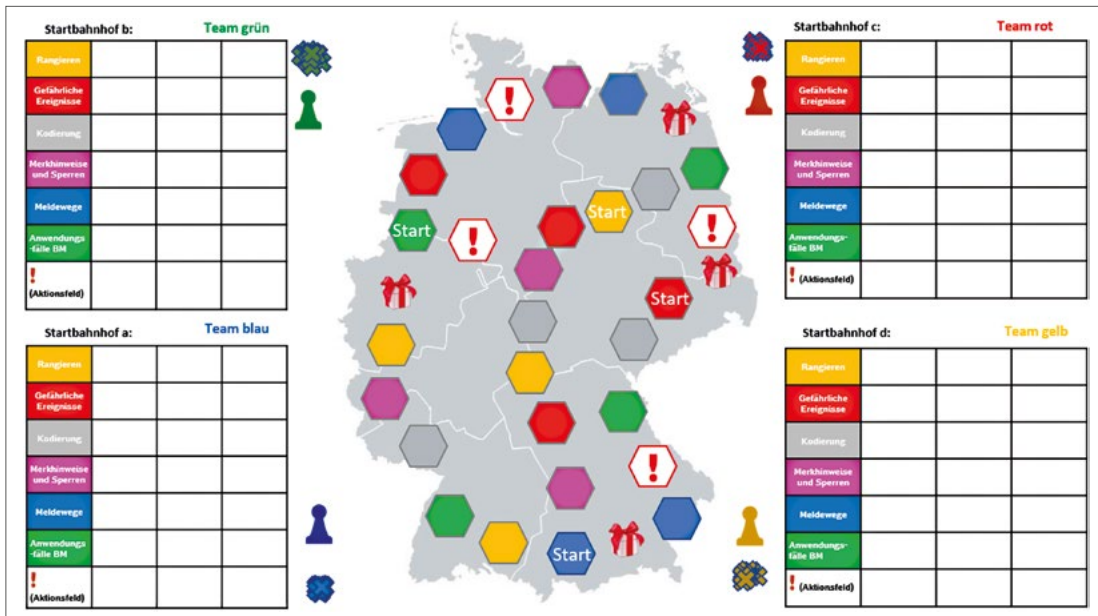 Startbahnhof b:
Team grün
Rangieren
Gefährliche
Ereignisse
Kodierung
Merkhinweise
und Sperren
Meldewege
Anwendungs
-fälle BM
!
(Aktionsfeld)
Startbahnhof a:
Team blau
Rangieren
Gefährliche
Ereignisse
Kodierung
Merkhinweise
und Sperren
Meldewege
Anwendungs
-fälle BM
!
(Aktionsfeld)
!
Start
Start
!
!
Start
!
Start
Startbahnhof c:
Team rot
Rangieren
Gefährliche
Ereignisse
Kodierung
Merkhinweise
und Sperren
Meldewege
Anwendungs-
fälle BM
! (Aktionsfeld)
Startbahnhof d:
Team gelb
Rangieren
Gefährliche
Ereignisse
Kodierung
Merkhinweise
und Sperren
Meldewege
Anwendungs-
fälle BM
! (Aktionsfeld)